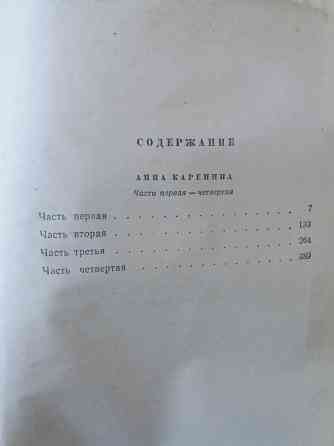 СОДЕРЖАНИЕ
АННА КАРЕНИНА
Части первая — четвертая
Часть первая . . . . . . . . . . . . . . . 7
Часть вторая . . . . . . . . . . . . . . . 133
Часть третья . . . . . . . . . . . . . . . 264
Часть четвертая . . . . . . . . . . . . . . 389